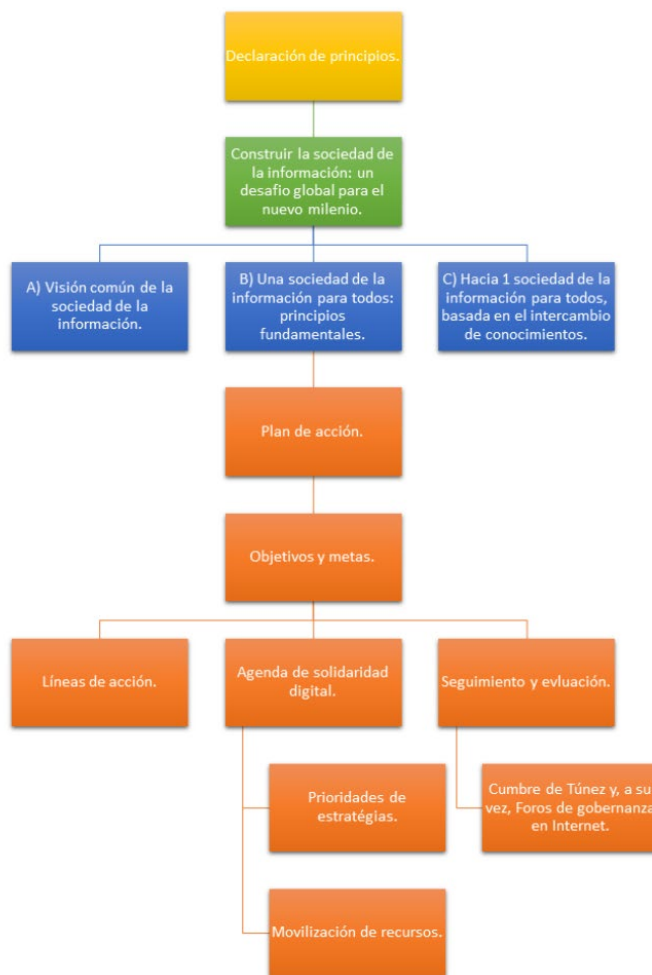 Declaración de principios.
Construir la sociedad de
la información: un
desafio global para el
nuevo milenio.
A) Visión común de la
sociedad de la
información.
B) Una sociedad de la
información para todos:
principios
fundamentales.
C) Hacia 1 sociedad de la
información para todos,
basada en el intercambio
de conocimientos.
Plan de acción.
Objetivos y metas.
Líneas de acción.
Agenda de solidaridad
digital.
Seguimiento y evluación.
Prioridades de
estratégias.
Cumbre de Túnez y, a su
vez, Foros de gobernanza
en Internet.
Movilización de recursos.